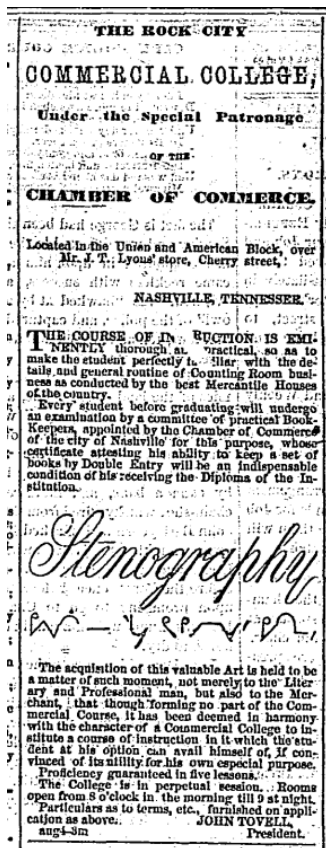 THE ROCK CITY
COMMERCIAL COLLEGE,
Under the Special Patronage
OF THE
CHAMBER OF COMMERCE.
Located in the Union and American Block, over
Mr. J. T. Lyons' store, Cherry street,
NASHVILLE, TENNESSEE.
THE COURSE OF IN RUCTION IS EMI-
NENTLY thorough a practical, so as to
make the student perfectly iliar with the de-
tails and general routine of Counting Room busi-
ness as conducted by the best Mercantile Houses
of the country.
Every student before graduating will undergo
an examination by a committee of practical Book-
Keepers, appointed by the Chamber of Commerce
of the city of Nashville for this purpose, whose
certificate attesting his ability to keep a set of
books by Double Entry will be an indispensable
condition of his receiving the Diploma of the In-
stitution.
Stenography
The acquisition of this valuable Art is held to be
a matter of such moment, not merely to the Liter
ary and Professional man, but also to the Mer-
chant, that though forming no part of the Com-
mercial Course, it has been deemed in harmony
with the character of a Commercial College to in-
stitute a course of instruction in it which the stu-
dent at his option can avail himself of, if con-
vinced of its utility for his own especial purpose.
Proficiency guaranteed in five lessons.
The College is in perpetual session. Rooms
open from 8 o'clock in the morning till 9 at night.
Particulars as to terms, etc., furnished on appli-
cation as above. JOHN TOVELL,
aug4-3m President.